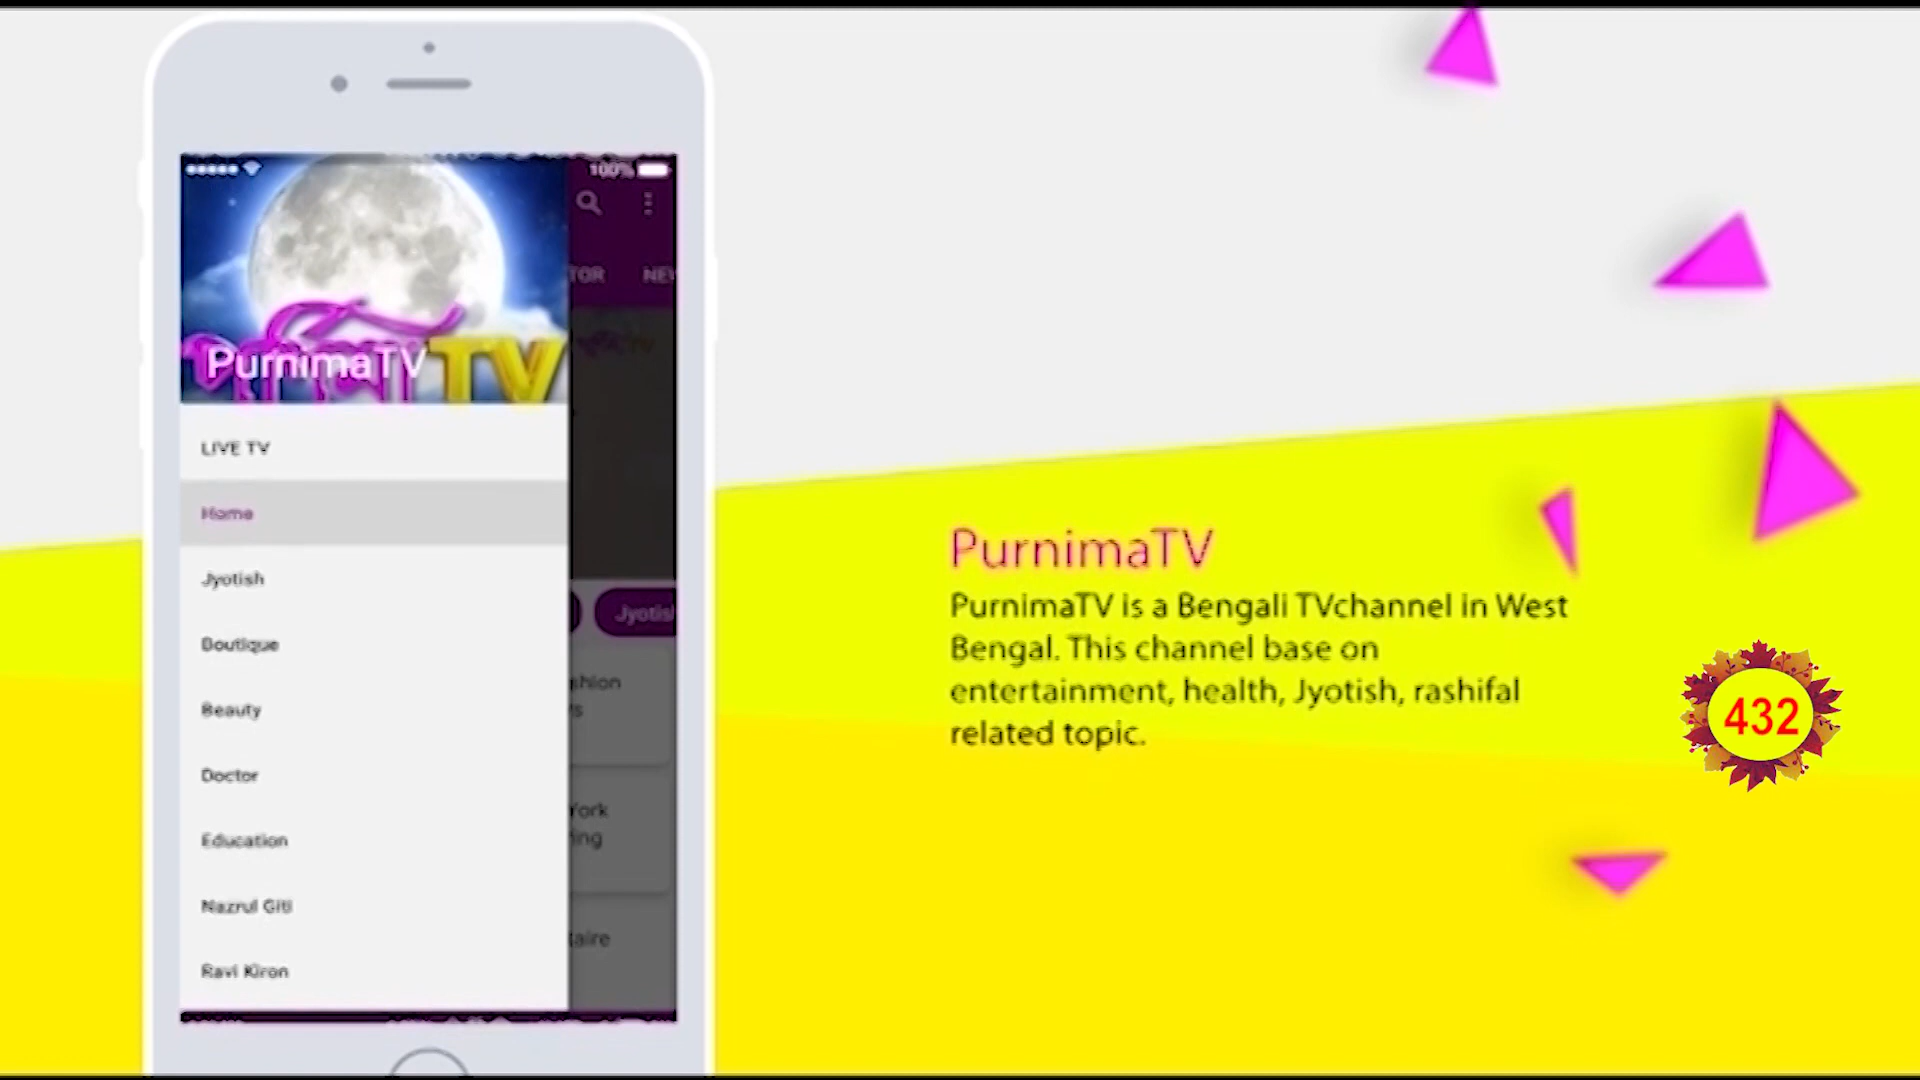 100%
PurnimaTV
TV
LIVE TV
Home
Jyotish
Boutique
Beauty
Doctor
Education
Nazrul Giti
Ravi Kiron
PurnimaTV
PurnimaTV is a Bengali TVchannel in West
Bengal. This channel base on
entertainment, health, Jyotish, rashifal
related topic.
432